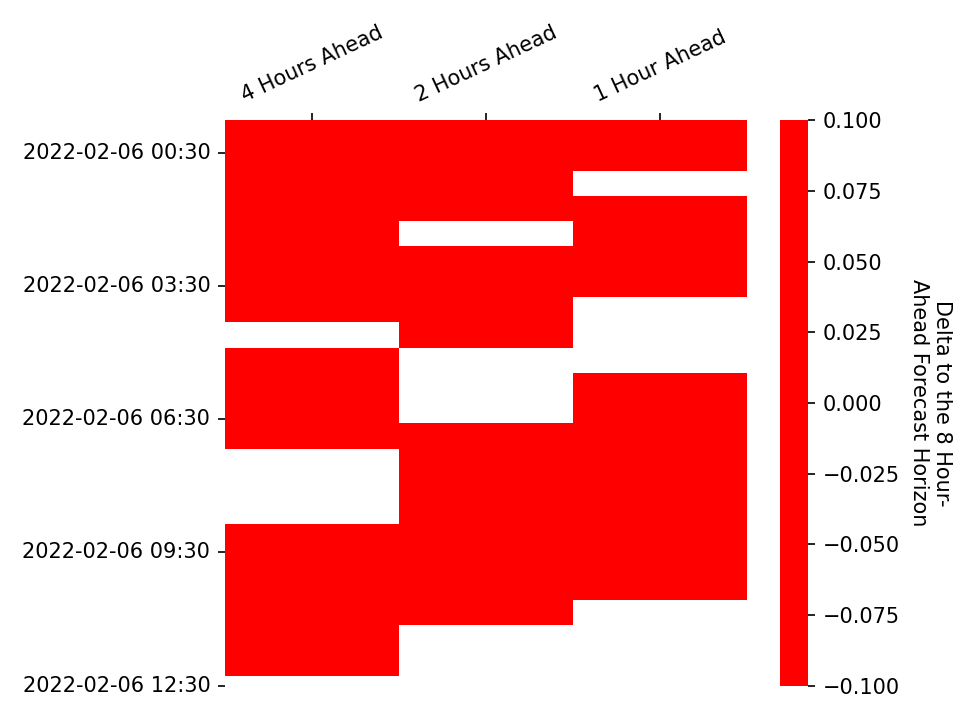 4 Hours Ahead
2 Hours Ahead
1 Hour Ahead
2022-02-06 00:30
2022-02-06 03:30
2022-02-06 06:30
2022-02-06 09:30
2022-02-06 12:30
0.100
0.075
0.050
0.025
0.000
−0.025
−0.050
−0.075
−0.100
Delta to the 8 Hour-
Ahead Forecast Horizon